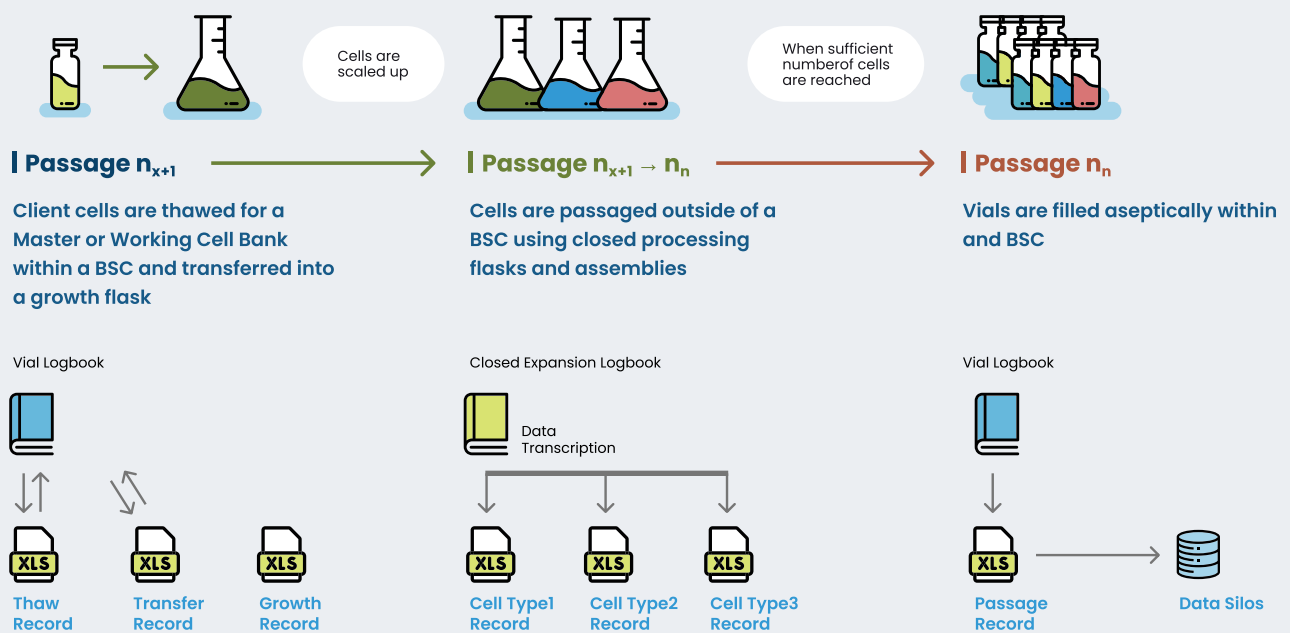 Cells are
scaled up
When sufficient
numberof cells
are reached
Passage nx+1
Passage nx+1 → nn
Passage nn
Client cells are thawed for a
Master or Working Cell Bank
within a BSC and transferred into
a growth flask
Cells are passaged outside of a
BSC using closed processing
flasks and assemblies
Vials are filled aseptically within
and BSC
Vial Logbook
Closed Expansion Logbook
Vial Logbook
Data
Transcription
XLS
XLS
XLS
XLS
XLS
XLS
XLS
Thaw
Record
Transfer
Record
Growth
Record
Cell Type1
Record
Cell Type2
Record
Cell Type3
Record
Passage
Record
Data Silos